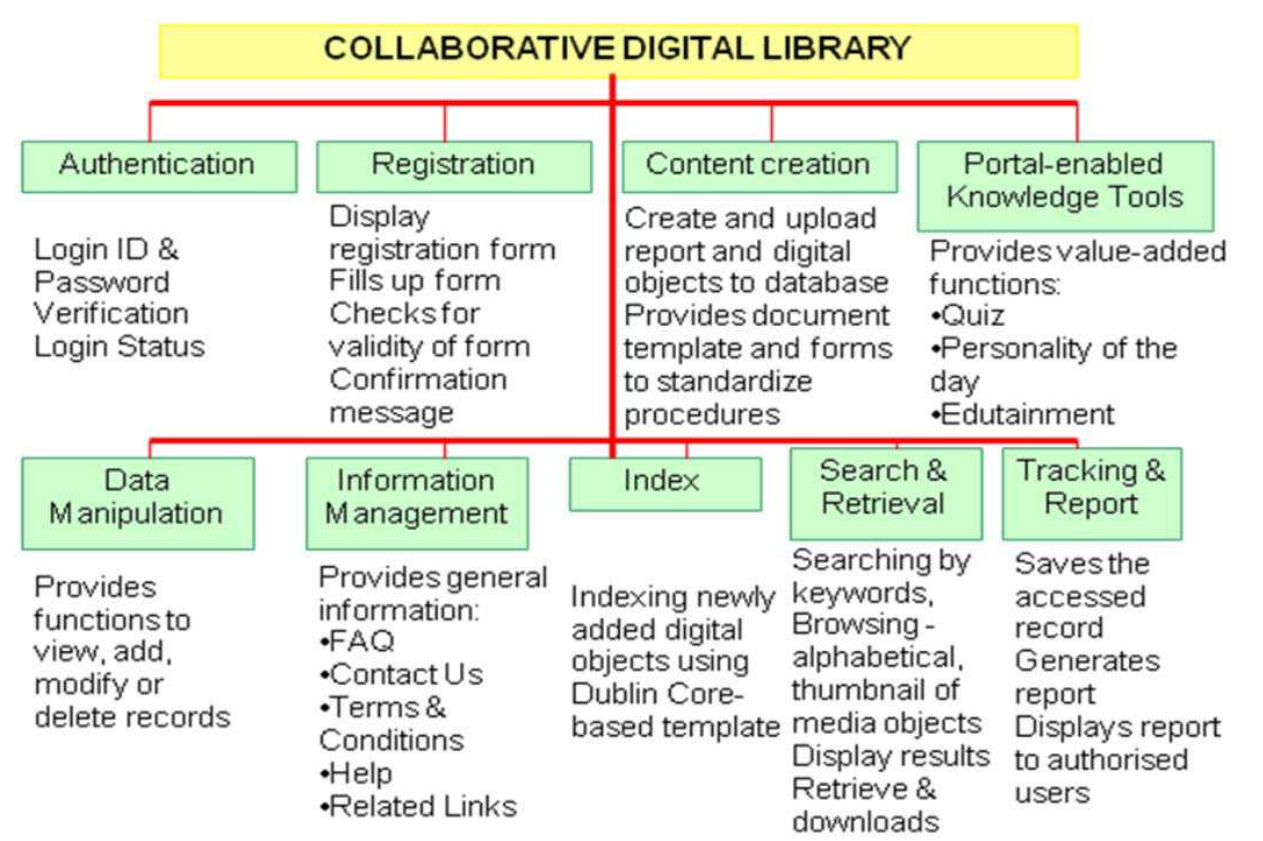 COLLABORATIVE DIGITAL LIBRARY
Authentication
Login ID &
Password
Verification
Login Status
Registration
Display
registration form
Fills up form
Checks for
validity of form
Confirmation
message
Content creation
Create and upload
report and digital
objects to database
Provides document
template and forms
to standardize
procedures
Portal-enabled
Knowledge Tools
Provides value-added
functions:
•Quiz
•Personality of the
day
•Edutainment
Data
Manipulation
Provides
functions to
view, add,
modify or
delete records
Information
Management
Provides general
information:
•FAQ
•Contact Us
•Terms &
Conditions
•Help
•Related Links
Index
Indexing newly
added digital
objects using
Dublin Core-
based template
Search &
Retrieval
Searching by
keywords,
Browsing -
alphabetical,
thumbnail of
media objects
Display results
Retrieve &
downloads
Tracking &
Report
Saves the
accessed
record
Generates
report
Displays report
to authorised
users